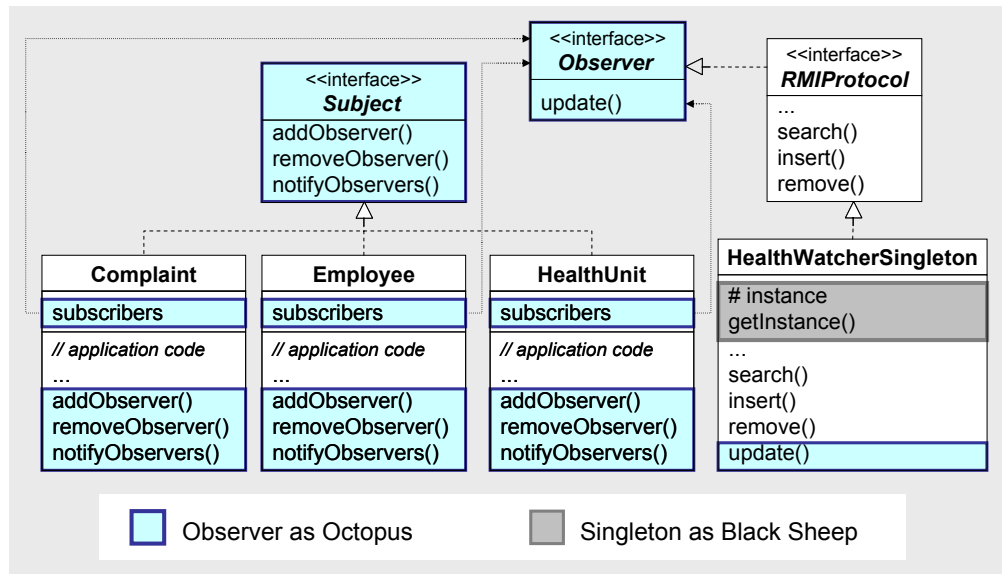 <<interface>>
Observer
update()
<<interface>>
Subject
addObserver()
removeObserver()
notifyObservers()
<<interface>>
RMIProtocol
...
search()
insert()
remove()
Complaint
subscribers
// application code
...
addObserver()
removeObserver()
notifyObservers()
Employee
subscribers
// application code
...
addObserver()
removeObserver()
notifyObservers()
HealthUnit
subscribers
// application code
...
addObserver()
removeObserver()
notifyObservers()
HealthWatcherSingleton
# instance
getInstance()
...
search()
insert()
remove()
update()
Observer as Octopus
Singleton as Black Sheep